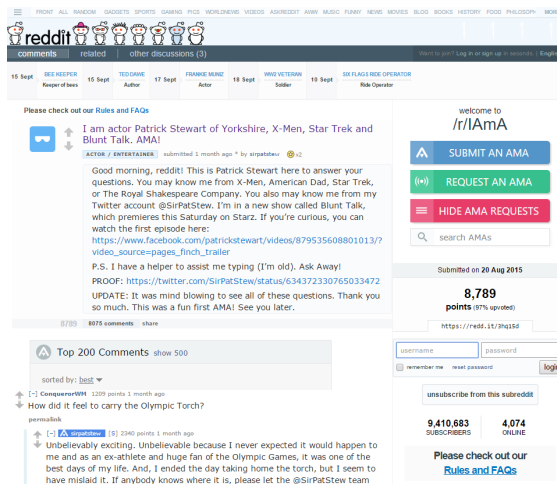 FRONT ALL RANDOM GADGETS SPORTS GAMING PICS WORLDNEWS VIDEOS ASKREDDIT AWW MUSIC FUNNY NEWS MOVIES BLOG BOOKS HISTORY FOOD PHILOSOPHY MORE
reddit
comments related other discussions (3)
Want to join? Log in or sign up in seconds. | English
15 Sept BEE KEEPER Keeper of bees
15 Sept TED DAWE Author
17 Sept FRANKIE MUNIZ Actor
18 Sept WW2 VETERAN Soldier
10 Sept SIX FLAGS RIDE OPERATOR Ride Operator
Please check out our Rules and FAQs
I am actor Patrick Stewart of Yorkshire, X-Men, Star Trek and
Blunt Talk. AMA!
ACTOR / ENTERTAINER submitted 1 month ago * by sirpatstew x2
Good morning, reddit! This is Patrick Stewart here to answer your
questions. You may know me from X-Men, American Dad, Star Trek,
or The Royal Shakespeare Company. You also may know me from my
Twitter account @SirPatStew. I'm in a new show called Blunt Talk,
which premieres this Saturday on Starz. If you're curious, you can
watch the first episode here:
https://www.facebook.com/patrickstewart/videos/879535608801013/?
video_source=pages_finch_trailer
P.S. I have a helper to assist me typing (I'm old). Ask Away!
PROOF: https://twitter.com/SirPatStew/status/634372330765033472
UPDATE: It was mind blowing to see all of these questions. Thank you
so much. This was a fun first AMA! See you later.
8789 8075 comments share
Top 200 Comments show 500
sorted by: best
[-] ConquerorWM 1209 points 1 month ago
How did it feel to carry the Olympic Torch?
permalink
[-] sirpatstew [S] 2340 points 1 month ago
Unbelievably exciting. Unbelievable because I never expected it would happen to
me and as an ex-athlete and huge fan of the Olympic Games, it was one of the
best days of my life. And, I ended the day taking home the torch, but I seem to
have mislaid it. If anybody knows where it is, please let the @SirPatStew team
welcome to
/r/IAmA
SUBMIT AN AMA
REQUEST AN AMA
HIDE AMA REQUESTS
search AMAs
Submitted on 20 Aug 2015
8,789
points (97% upvoted)
https://redd.it/3hq15d
username password
remember me reset password login
unsubscribe from this subreddit
9,410,683 4,074
SUBSCRIBERS ONLINE
Please check out our
Rules and FAQs